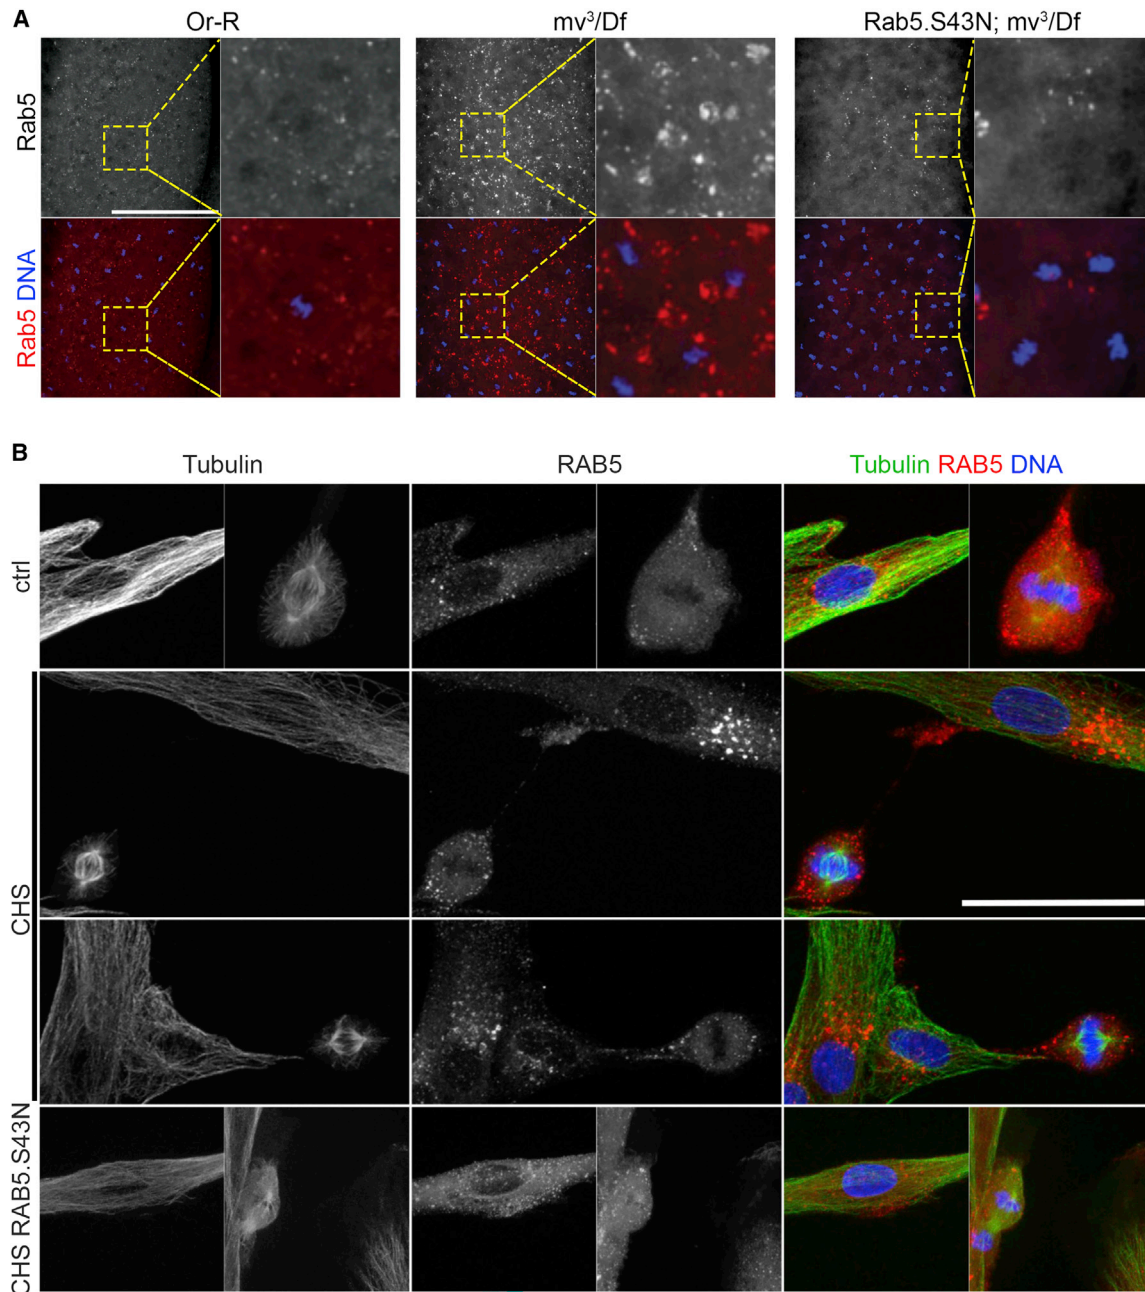 A
Or-R
mv³/Df
Rab5.S43N; mv³/Df
Rab5
Rab5 DNA
B
Tubulin
RAB5
Tubulin RAB5 DNA
ctrl
CHS
CHS RAB5.S43N